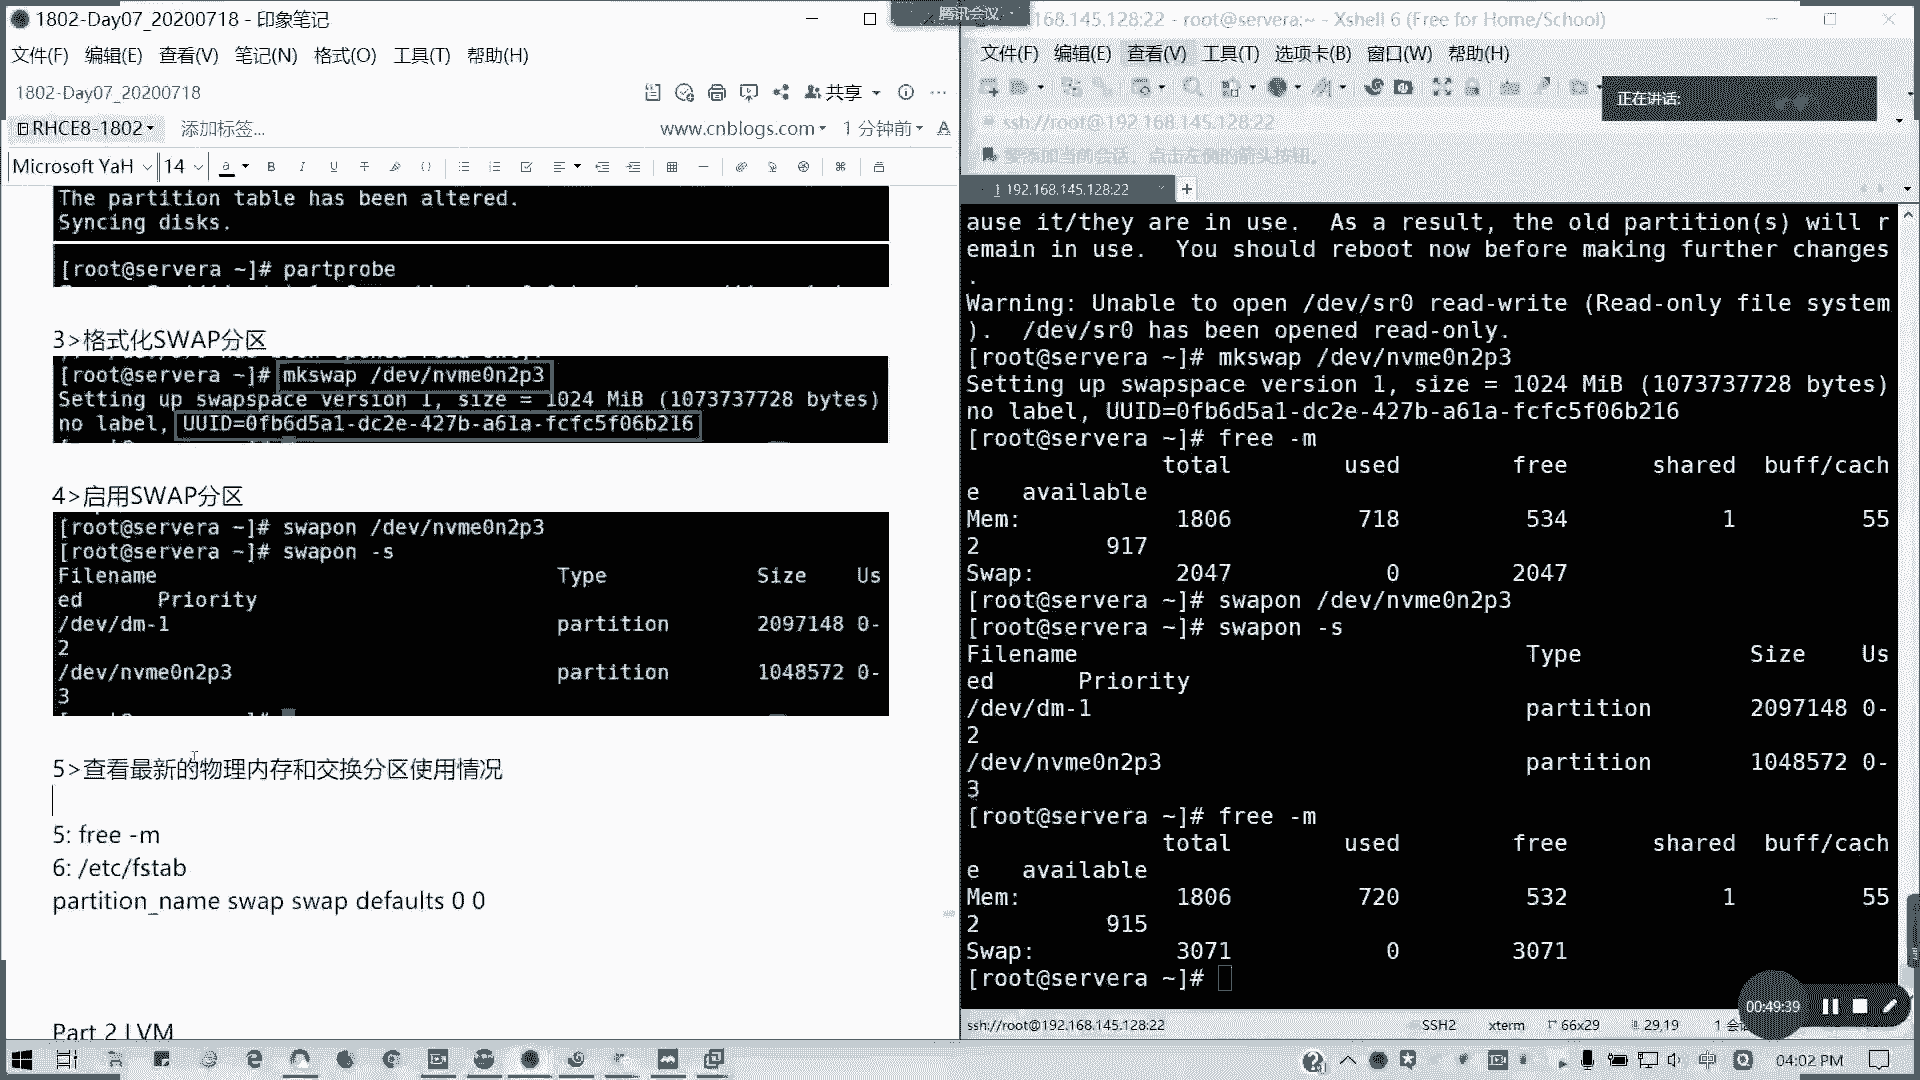 1802-Day07_20200718 - 印象笔记
文件(F) 编辑(E) 查看(V) 笔记(N) 格式(O) 工具(T) 帮助(H)
1802-Day07_20200718
共享
RHCE8-1802
添加标签...
www.cnblogs.com
1 分钟前
Microsoft YaH
14
The partition table has been altered.
Syncing disks.
[root@servera ~]# partprobe
3>格式化SWAP分区
[root@servera ~]# mkswap /dev/nvme0n2p3
Setting up swapspace version 1, size = 1024 MiB (1073737728 bytes)
no label, UUID=0fb6d5a1-dc2e-427b-a61a-fcfc5f06b216
4>启用SWAP分区
[root@servera ~]# swapon /dev/nvme0n2p3
[root@servera ~]# swapon -s
Filename Type Size Us
ed Priority
/dev/dm-1 partition 2097148 0-
2
/dev/nvme0n2p3 partition 1048572 0-
3
5>查看最新的物理内存和交换分区使用情况
5: free -m
6: /etc/fstab
partition_name swap swap defaults 0 0
Part 2 LVM
腾讯会议
168.145.128:22 - root@servera:~ - Xshell 6 (Free for Home/School)
文件(F) 编辑(E) 查看(V) 工具(T) 选项卡(B) 窗口(W) 帮助(H)
正在讲话:
ssh://root@192.168.145.128:22
要添加当前会话，点击左侧的箭头按钮。
1 192.168.145.128:22
ause it/they are in use.  As a result, the old partition(s) will r
emain in use.  You should reboot now before making further changes
.
Warning: Unable to open /dev/sr0 read-write (Read-only file system
).  /dev/sr0 has been opened read-only.
[root@servera ~]# mkswap /dev/nvme0n2p3
Setting up swapspace version 1, size = 1024 MiB (1073737728 bytes)
no label, UUID=0fb6d5a1-dc2e-427b-a61a-fcfc5f06b216
[root@servera ~]# free -m
total used free shared buff/cach
e available
Mem: 1806 718 534 1 55
2 917
Swap: 2047 0 2047
[root@servera ~]# swapon /dev/nvme0n2p3
[root@servera ~]# swapon -s
Filename Type Size Us
ed Priority
/dev/dm-1 partition 2097148 0-
2
/dev/nvme0n2p3 partition 1048572 0-
3
[root@servera ~]# free -m
total used free shared buff/cach
e available
Mem: 1806 720 532 1 55
2 915
Swap: 3071 0 3071
[root@servera ~]#
00:49:39
ssh://root@192.168.145.128:22
SSH2
xterm
66x29
29,19
中
04:02 PM